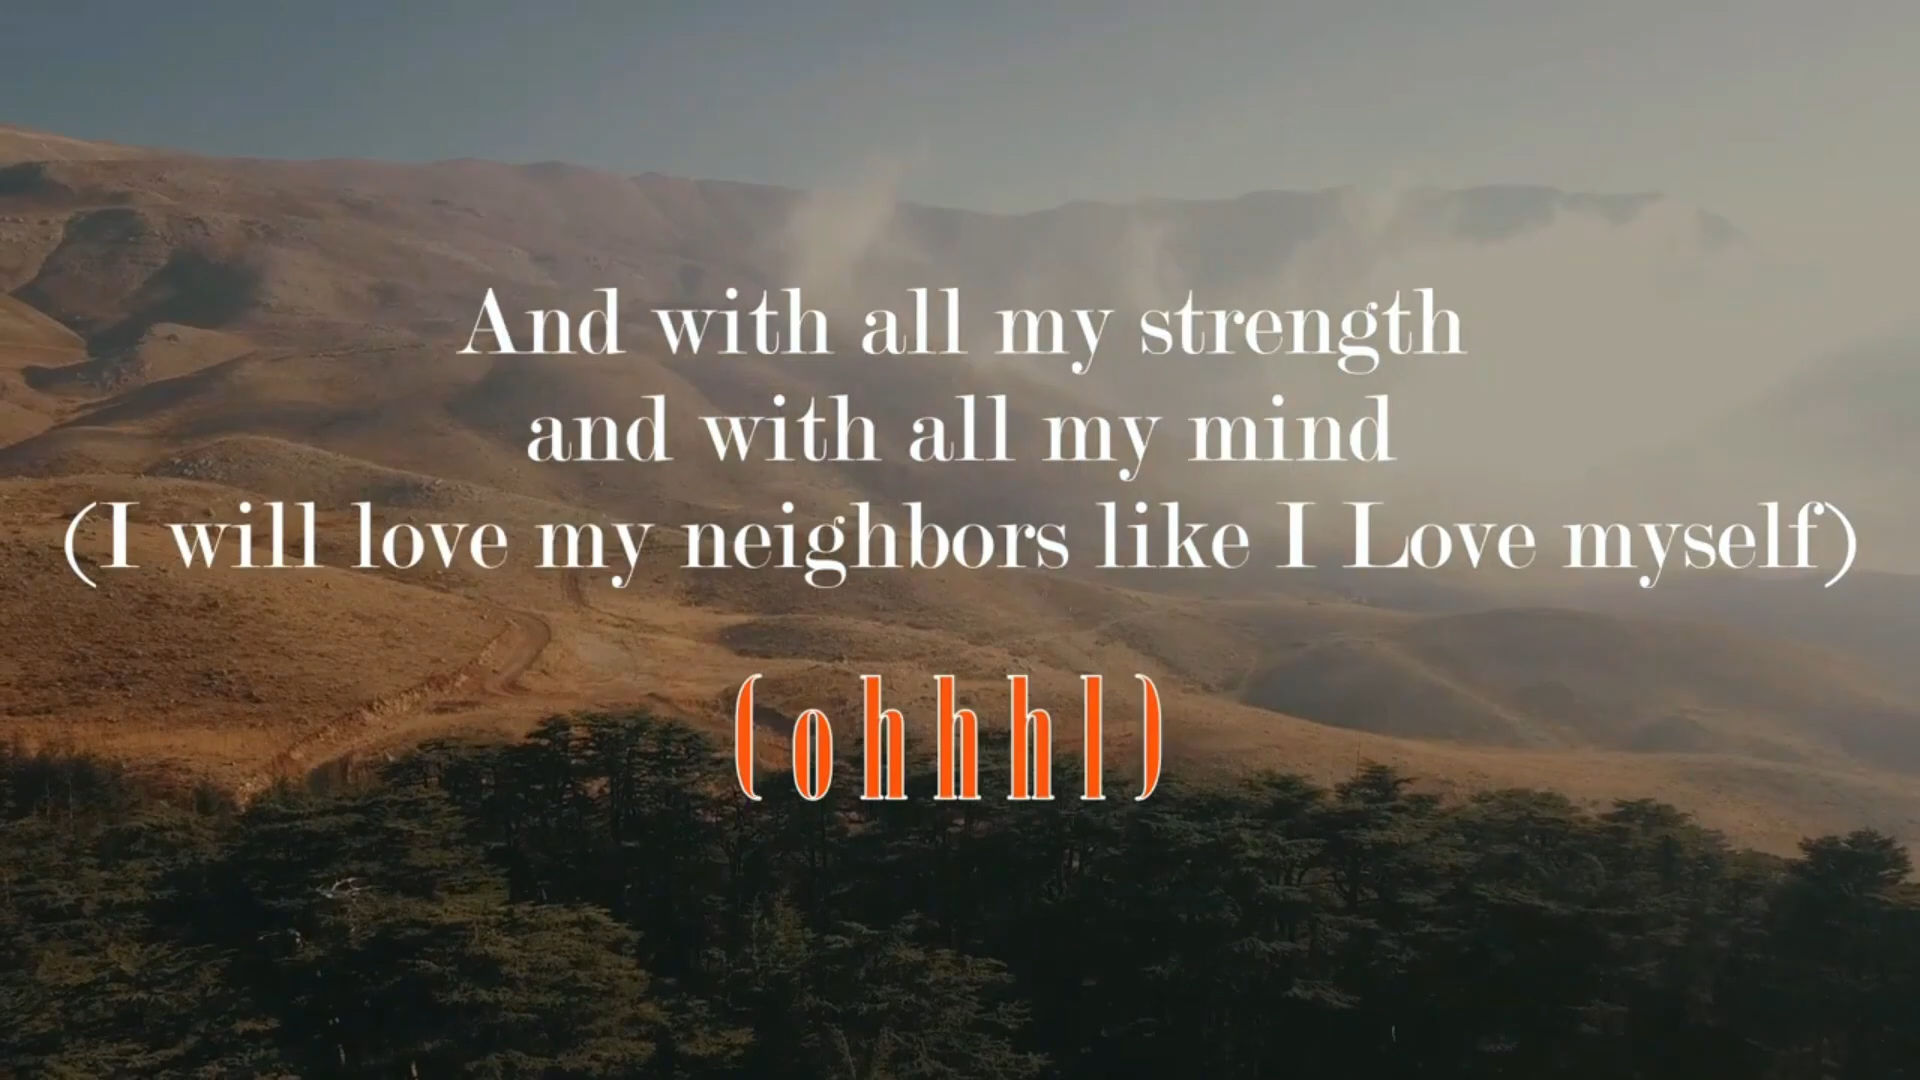 And with all my strength
and with all my mind
(I will love my neighbors like I Love myself)
(ohhhl)